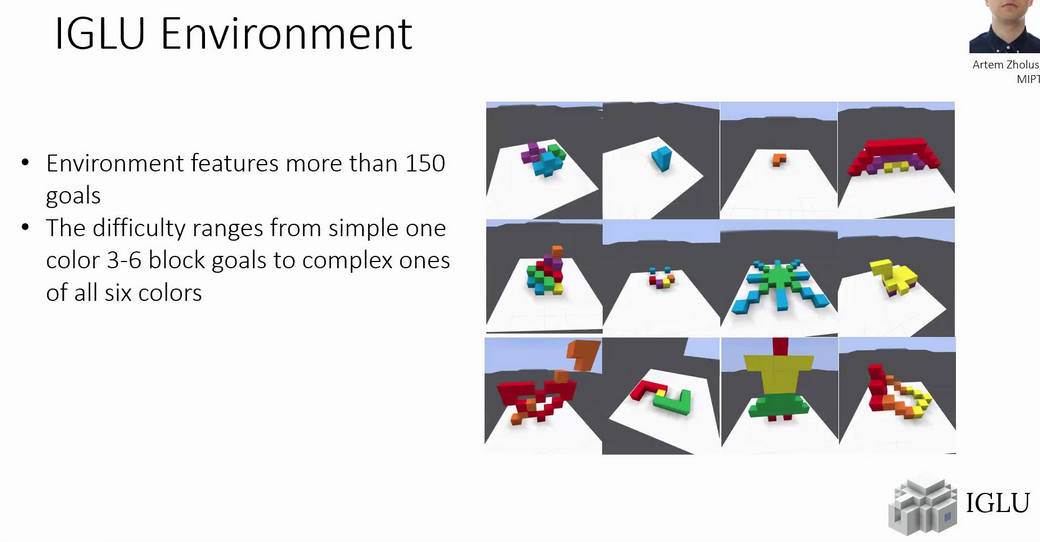 IGLU Environment
Artem Zholus,
MIPT
• Environment features more than 150
goals
• The difficulty ranges from simple one
color 3-6 block goals to complex ones
of all six colors
IGLU